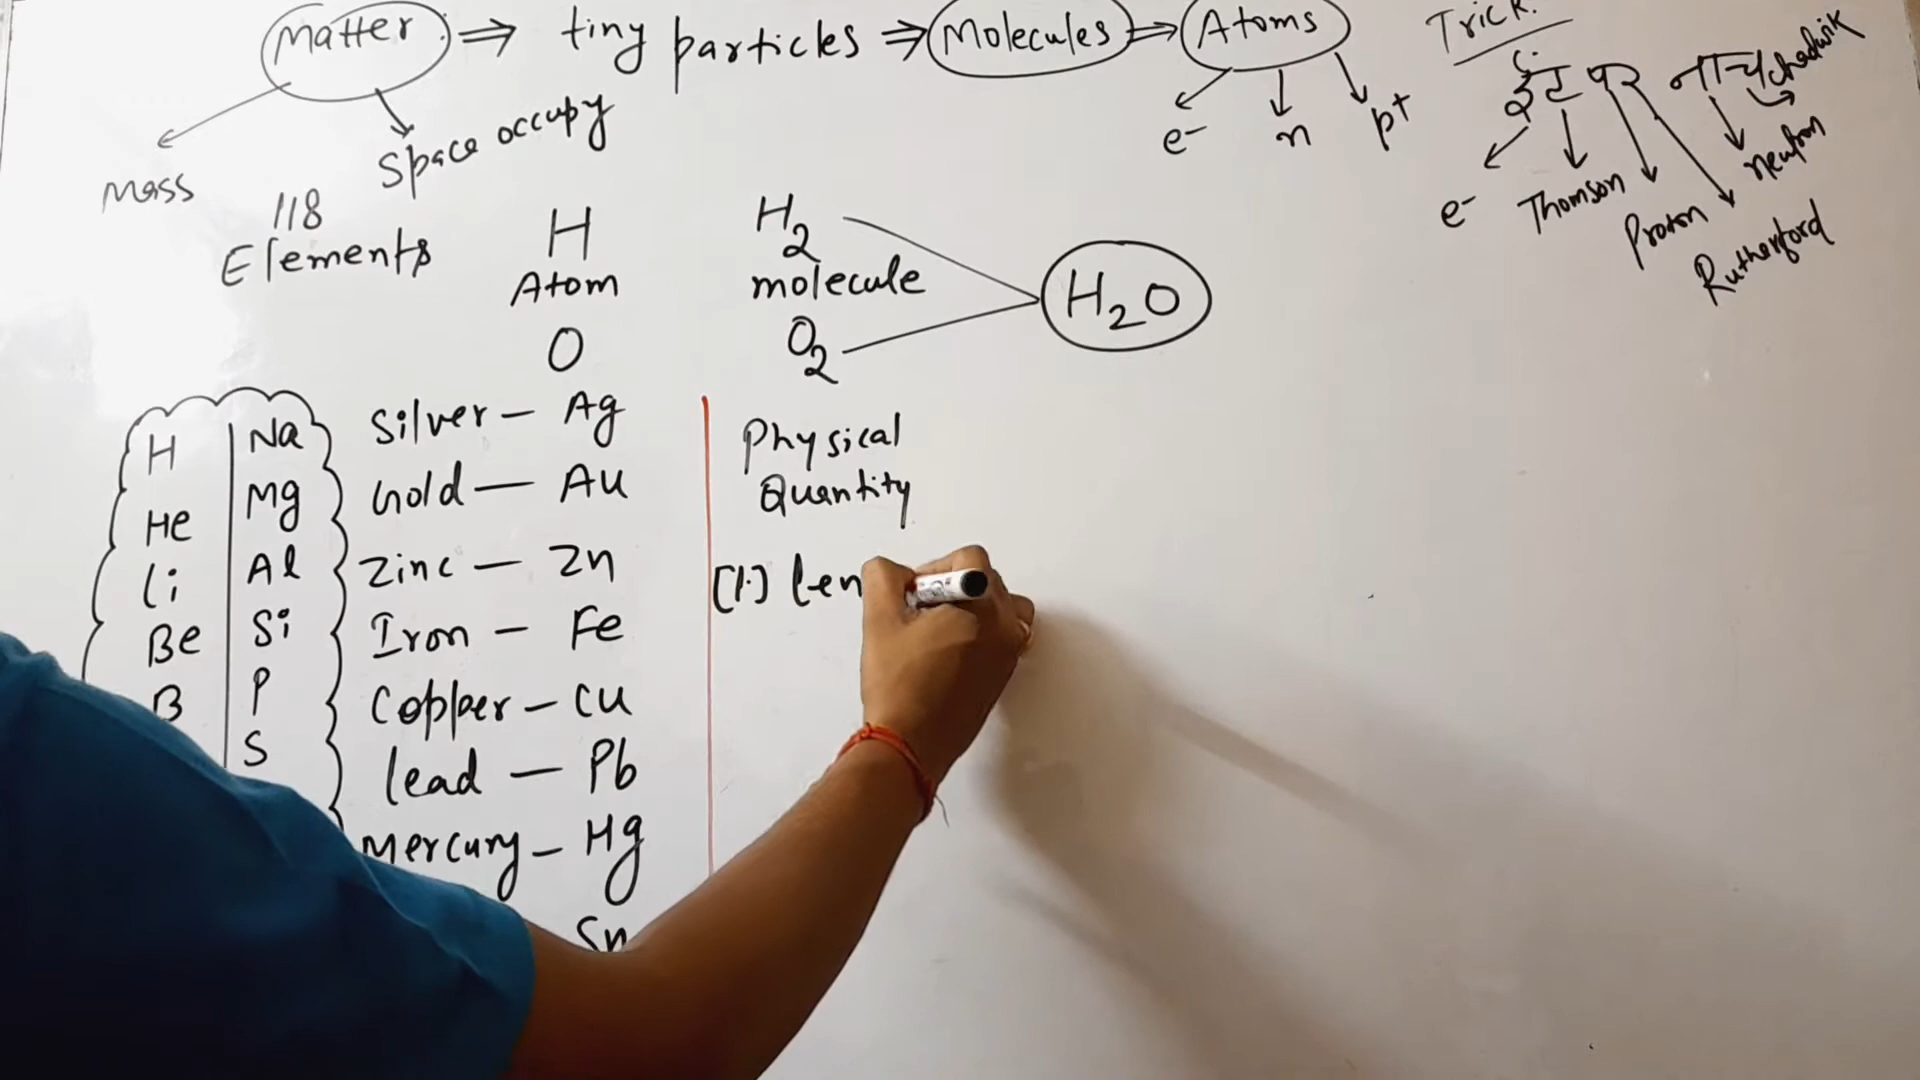 Matter ⇒ tiny particles ⇒ Molecules ⇒ Atoms
Mass
Space occupy
e- n p+
Trick:
ईंट पर नाच
chadwik
e-
Thomson
Proton
Rutherford
neutron
118
Elements
H
Atom
O
H2
molecule
O2
H2O
H
He
Li
Be
B
Na
Mg
Al
Si
P
S
Silver — Ag
Gold — Au
Zinc — Zn
Iron — Fe
Copper — Cu
Lead — Pb
Mercury — Hg
Sn
Physical
Quantity
[1.] Len